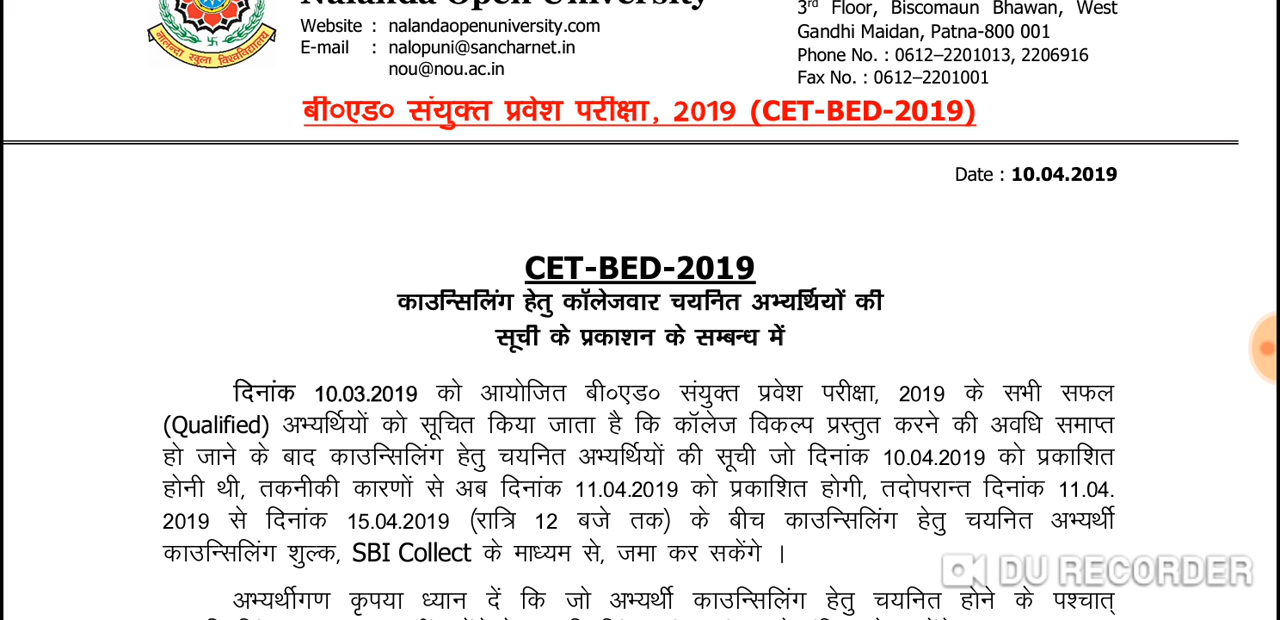 Nalanda Open University
Website : nalandaopenuniversity.com
E-mail : nalopuni@sancharnet.in
nou@nou.ac.in
3rd Floor, Biscomaun Bhawan, West
Gandhi Maidan, Patna-800 001
Phone No. : 0612–2201013, 2206916
Fax No. : 0612–2201001
नालन्दा खुला विश्वविद्यालय
बी०एड० संयुक्त प्रवेश परीक्षा, 2019 (CET-BED-2019)
Date : 10.04.2019
CET-BED-2019
काउन्सिलिंग हेतु कॉलेजवार चयनित अभ्यर्थियों की
सूची के प्रकाशन के सम्बन्ध में
दिनांक 10.03.2019 को आयोजित बी०एड० संयुक्त प्रवेश परीक्षा, 2019 के सभी सफल
(Qualified) अभ्यर्थियों को सूचित किया जाता है कि कॉलेज विकल्प प्रस्तुत करने की अवधि समाप्त
हो जाने के बाद काउन्सिलिंग हेतु चयनित अभ्यर्थियों की सूची जो दिनांक 10.04.2019 को प्रकाशित
होनी थी, तकनीकी कारणों से अब दिनांक 11.04.2019 को प्रकाशित होगी, तदोपरान्त दिनांक 11.04.
2019 से दिनांक 15.04.2019 (रात्रि 12 बजे तक) के बीच काउन्सिलिंग हेतु चयनित अभ्यर्थी
काउन्सिलिंग शुल्क, SBI Collect के माध्यम से, जमा कर सकेंगे ।
अभ्यर्थीगण कृपया ध्यान दें कि जो अभ्यर्थी काउन्सिलिंग हेतु चयनित होने के पश्चात्
DU RECORDER